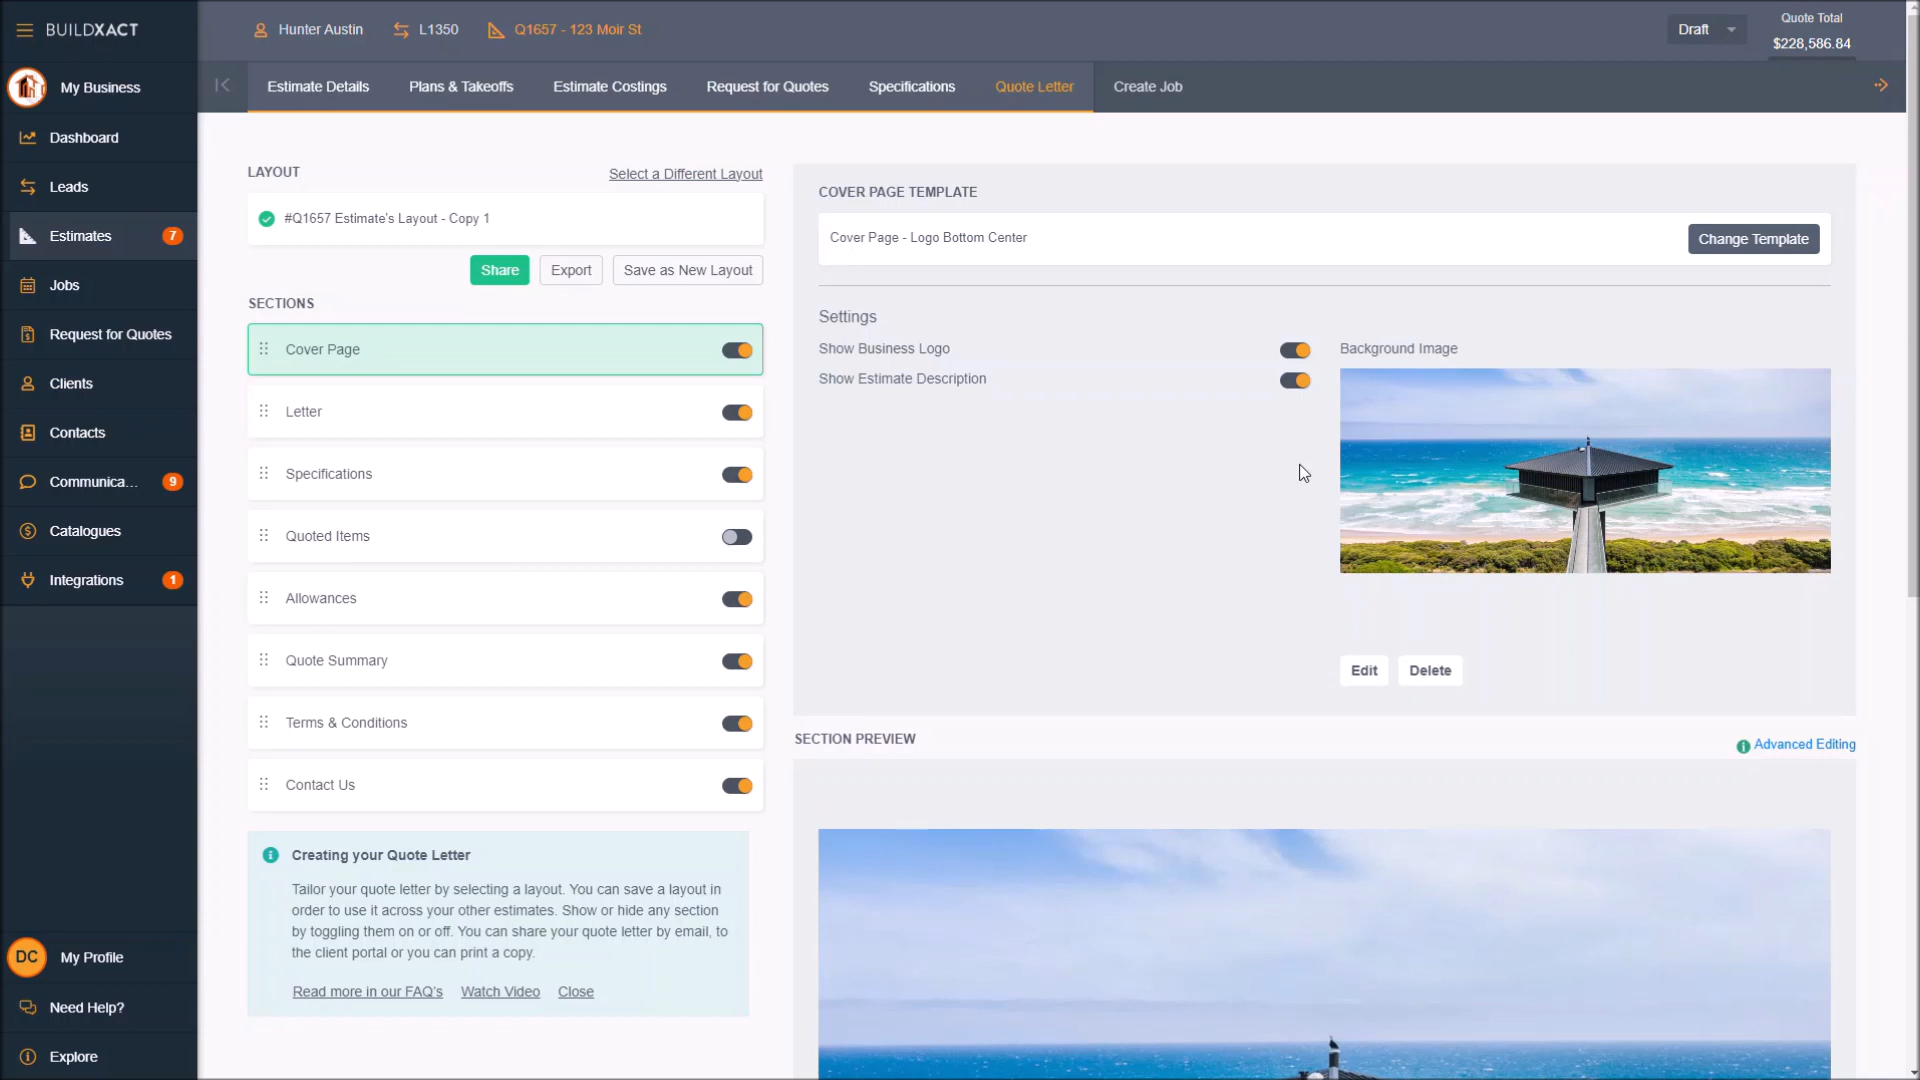 BUILDXACT
Hunter Austin
L1350
Q1657 - 123 Moir St
Draft
Quote Total
$228,586.84
My Business
Estimate Details
Plans & Takeoffs
Estimate Costings
Request for Quotes
Specifications
Quote Letter
Create Job
Dashboard
Leads
Estimates
7
Jobs
Request for Quotes
Clients
Contacts
Communica...
9
Catalogues
Integrations
1
My Profile
DC
Need Help?
Explore
LAYOUT
Select a Different Layout
#Q1657 Estimate's Layout - Copy 1
Share
Export
Save as New Layout
SECTIONS
Cover Page
Letter
Specifications
Quoted Items
Allowances
Quote Summary
Terms & Conditions
Contact Us
Creating your Quote Letter
Tailor your quote letter by selecting a layout. You can save a layout in
order to use it across your other estimates. Show or hide any section
by toggling them on or off. You can share your quote letter by email, to
the client portal or you can print a copy.
Read more in our FAQ's
Watch Video
Close
COVER PAGE TEMPLATE
Cover Page - Logo Bottom Center
Change Template
Settings
Show Business Logo
Show Estimate Description
Background Image
Edit
Delete
SECTION PREVIEW
Advanced Editing